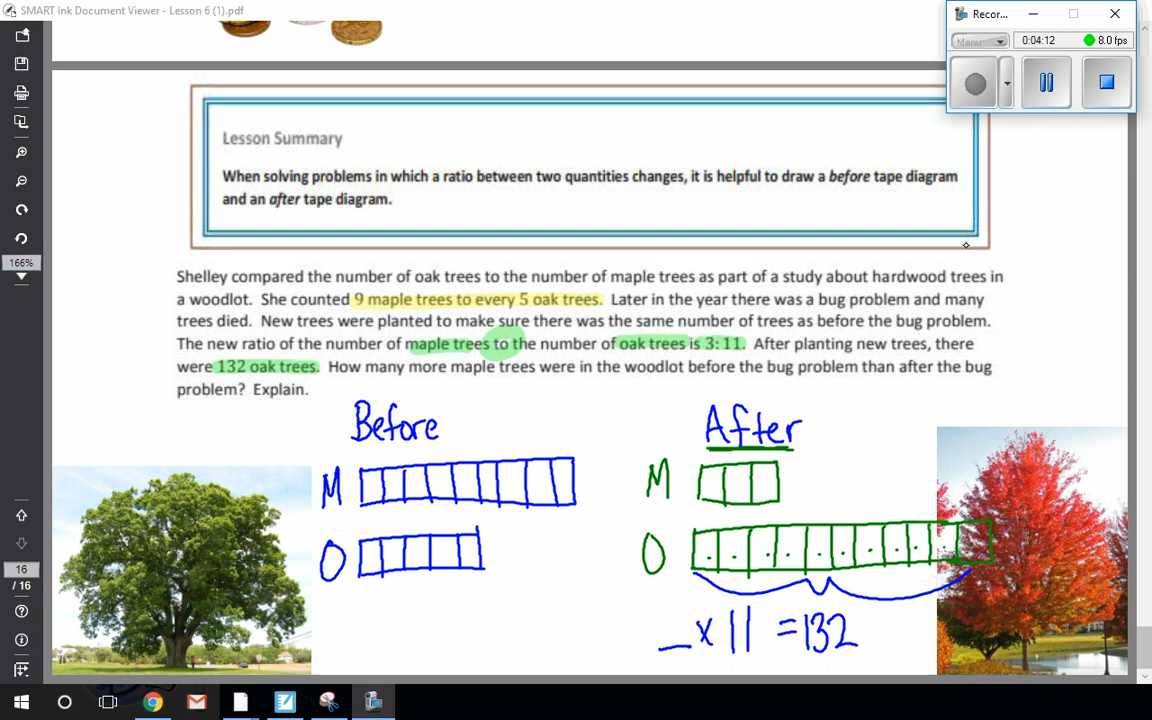 SMART Ink Document Viewer - Lesson 6 (1).pdf
Recor...
Menu
0:04:12
8.0 fps
Lesson Summary
When solving problems in which a ratio between two quantities changes, it is helpful to draw a before tape diagram
and an after tape diagram.
166%
Shelley compared the number of oak trees to the number of maple trees as part of a study about hardwood trees in
a woodlot. She counted 9 maple trees to every 5 oak trees. Later in the year there was a bug problem and many
trees died. New trees were planted to make sure there was the same number of trees as before the bug problem.
The new ratio of the number of maple trees to the number of oak trees is 3:11. After planting new trees, there
were 132 oak trees. How many more maple trees were in the woodlot before the bug problem than after the bug
problem? Explain.
Before
After
M
M
O
O
_ x 11 = 132
16
/ 16